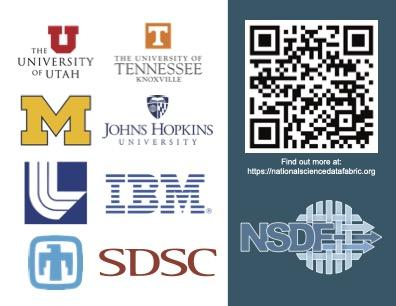 THE
UNIVERSITY
OF UTAH
T
THE UNIVERSITY OF
TENNESSEE
KNOXVILLE
M
JOHNS HOPKINS
UNIVERSITY
IBM®
SDSC
Find out more at:
https://nationalsciencedatafabric.org
NSDF